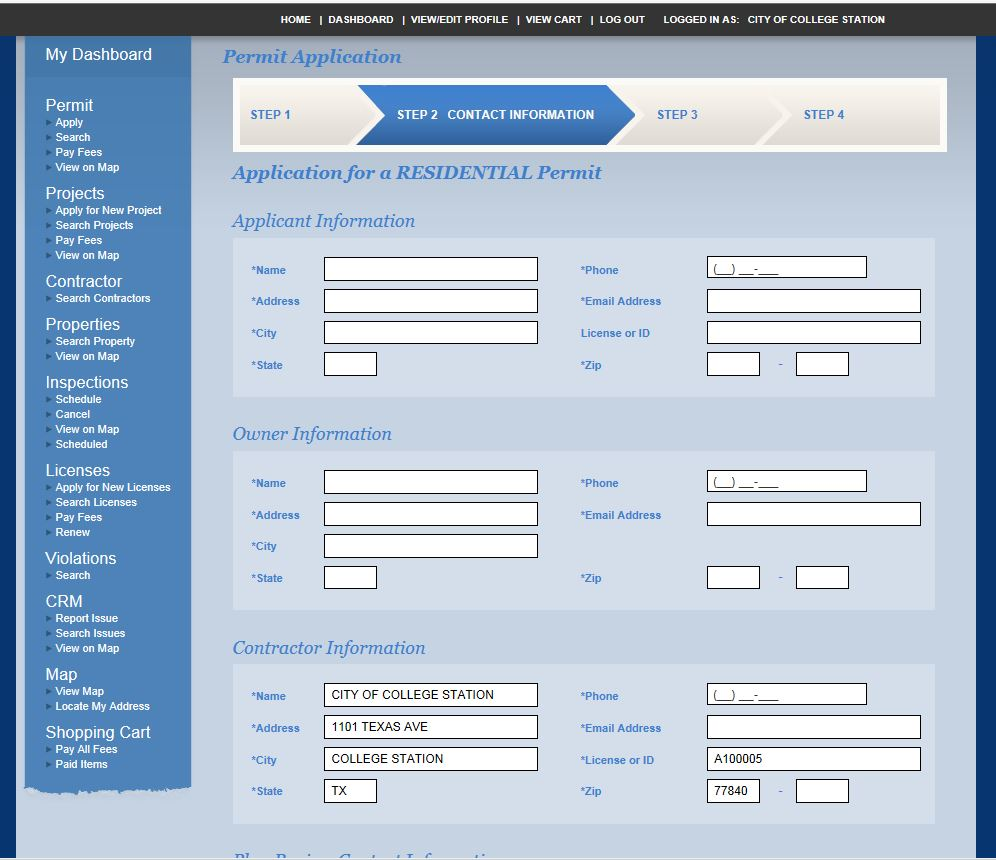 HOME | DASHBOARD | VIEW/EDIT PROFILE | VIEW CART | LOG OUT LOGGED IN AS: CITY OF COLLEGE STATION
My Dashboard
Permit
Apply
Search
Pay Fees
View on Map
Projects
Apply for New Project
Search Projects
Pay Fees
View on Map
Contractor
Search Contractors
Properties
Search Property
View on Map
Inspections
Schedule
Cancel
View on Map
Scheduled
Licenses
Apply for New Licenses
Search Licenses
Pay Fees
Renew
Violations
Search
CRM
Report Issue
Search Issues
View on Map
Map
View Map
Locate My Address
Shopping Cart
Pay All Fees
Paid Items
Permit Application
STEP 1 STEP 2 CONTACT INFORMATION STEP 3 STEP 4
Application for a RESIDENTIAL Permit
Applicant Information
*Name *Phone (__) __-___
*Address *Email Address
*City License or ID
*State *Zip -
Owner Information
*Name *Phone (__) __-___
*Address *Email Address
*City
*State *Zip -
Contractor Information
*Name CITY OF COLLEGE STATION *Phone (__) __-___
*Address 1101 TEXAS AVE *Email Address
*City COLLEGE STATION *License or ID A100005
*State TX *Zip 77840 -